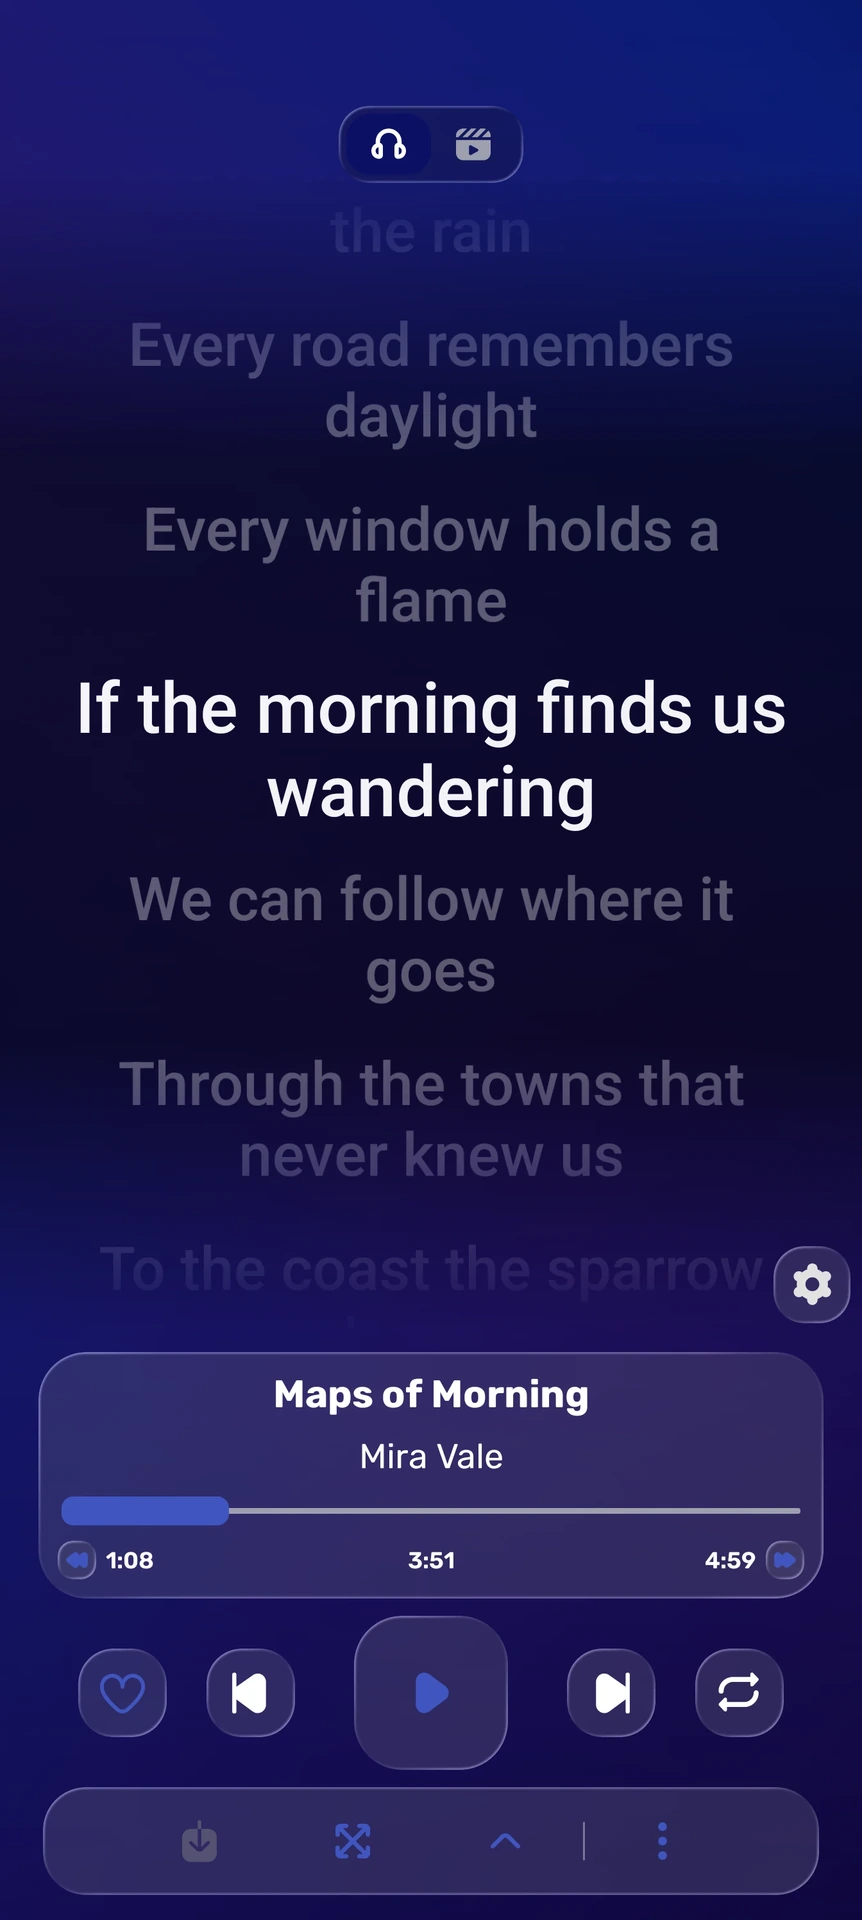 the rain
Every road remembers
daylight
Every window holds a
flame
If the morning finds us
wandering
We can follow where it
goes
Through the towns that
never knew us
To the coast the sparrow
Maps of Morning
Mira Vale
1:08 3:51 4:59